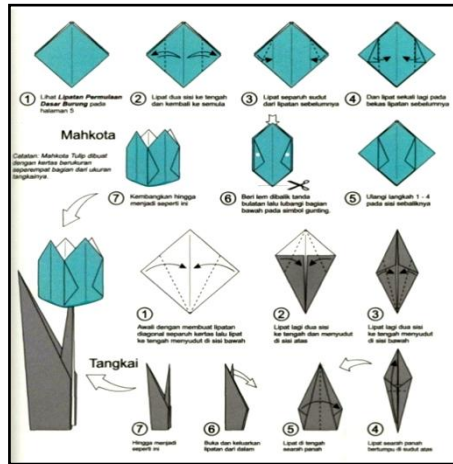 1 Lihat Lipatan Permulaan
Dasar Burung pada
halaman 5
2 Lipat dua sisi ke tengah
dan kembali ke semula
3 Lipat separuh sudut
dari lipatan sebelumnya
4 Dan lipat sekali lagi pada
bekas lipatan sebelumnya
Mahkota
Catatan: Mahkota Tulip dibuat
dengan kertas berukuran
seperempat bagian dari ukuran
tangkainya.
7 Kembangkan hingga
menjadi seperti ini
6 Beri lem dibalik tanda
bulatan lalu lubangi bagian
bawah pada simbol gunting.
5 Ulangi langkah 1 - 4
pada sisi sebaliknya
1
Awali dengan membuat lipatan
diagonal separuh kertas lalu lipat
ke tengah menyudut di sisi bawah
2
Lipat lagi dua sisi
ke tengah dan menyudut
di sisi atas
3
Lipat lagi dua sisi
ke tengah menyudut
di sisi bawah
Tangkai
7
Hingga menjadi
seperti ini
6
Buka dan keluarkan
lipatan dari dalam
5
Lipat di tengah
searah panah
4
Lipat searah panah
bertumpu di sudut atas